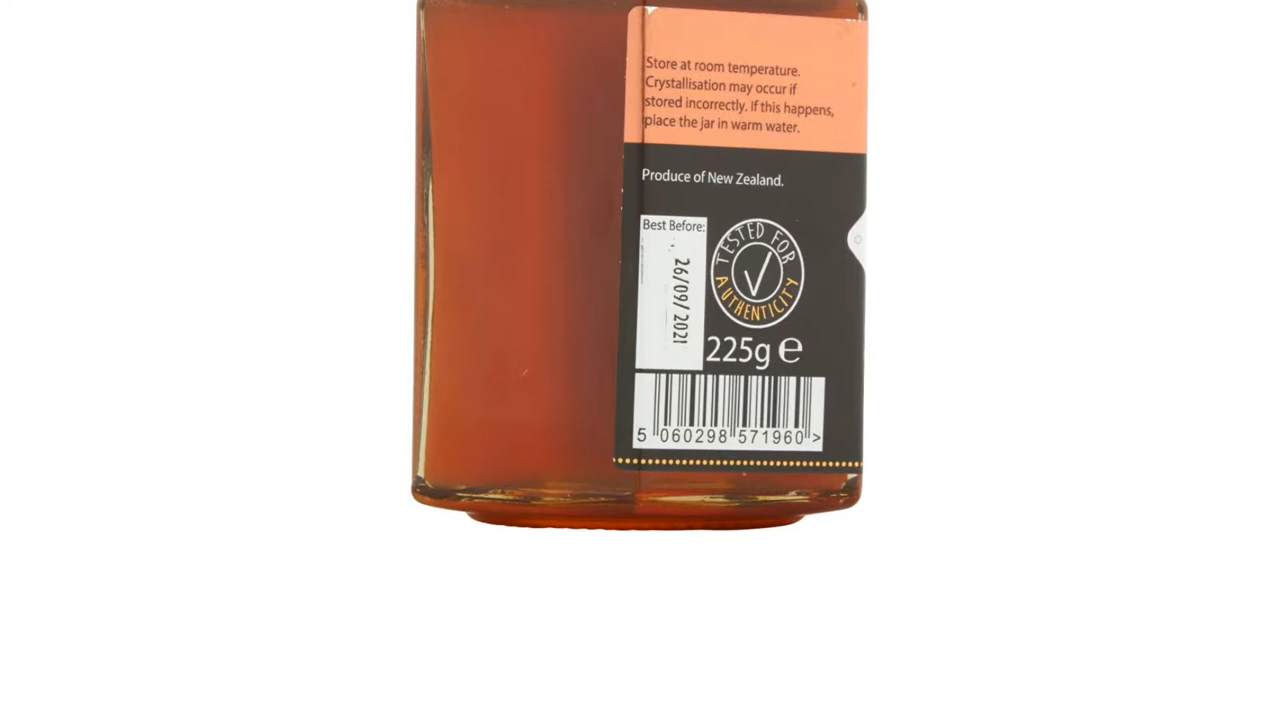 Store at room temperature.
Crystallisation may occur if
stored incorrectly. If this happens,
place the jar in warm water.
Produce of New Zealand.
Best Before:
26/09/2021
TESTED FOR
AUTHENTICITY
225g ℮
5 060298 571960 >